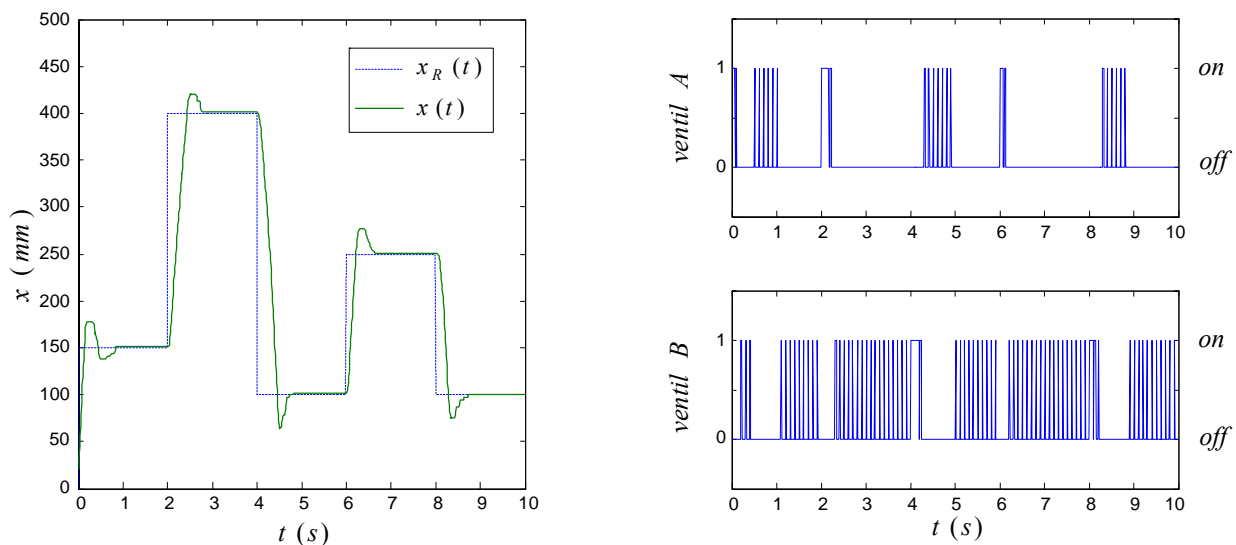 500
450
400
350
300
250
200
150
100
50
0
x (mm)
x_R (t)
x (t)
0 1 2 3 4 5 6 7 8 9 10
t (s)
ventil A
1
0
on
off
0 1 2 3 4 5 6 7 8 9 10
ventil B
1
0
on
off
0 1 2 3 4 5 6 7 8 9 10
t (s)